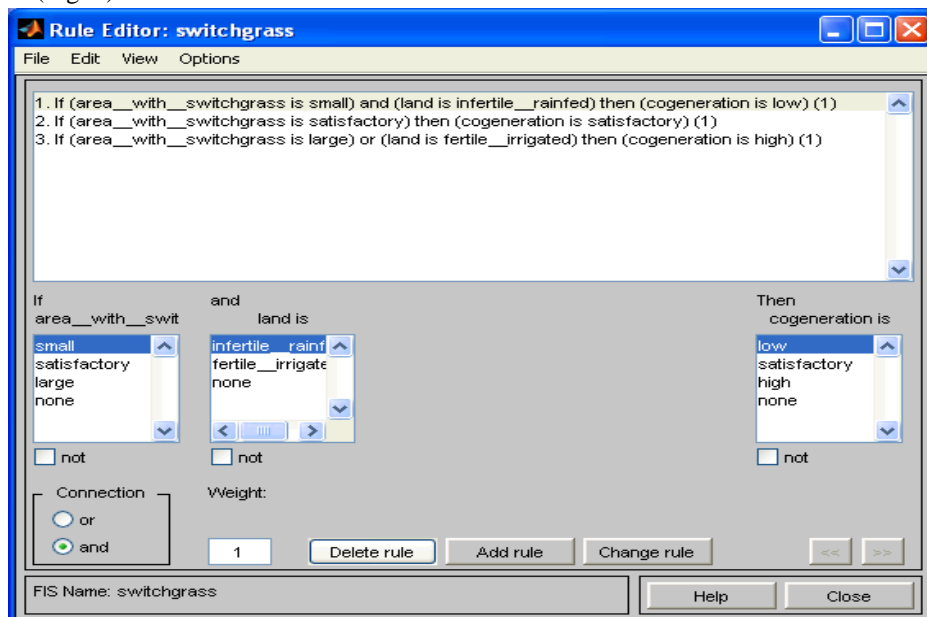 Rule Editor: switchgrass
File Edit View Options
1. If (area__with__switchgrass is small) and (land is infertile__rainfed) then (cogeneration is low) (1)
2. If (area__with__switchgrass is satisfactory) then (cogeneration is satisfactory) (1)
3. If (area__with__switchgrass is large) or (land is fertile__irrigated) then (cogeneration is high) (1)
If and Then
area__with__swit land is cogeneration is
small infertile__rainf low
satisfactory fertile__irrigate satisfactory
large none high
none none
not not not
Connection Weight:
or
and 1 Delete rule Add rule Change rule << >>
FIS Name: switchgrass Help Close